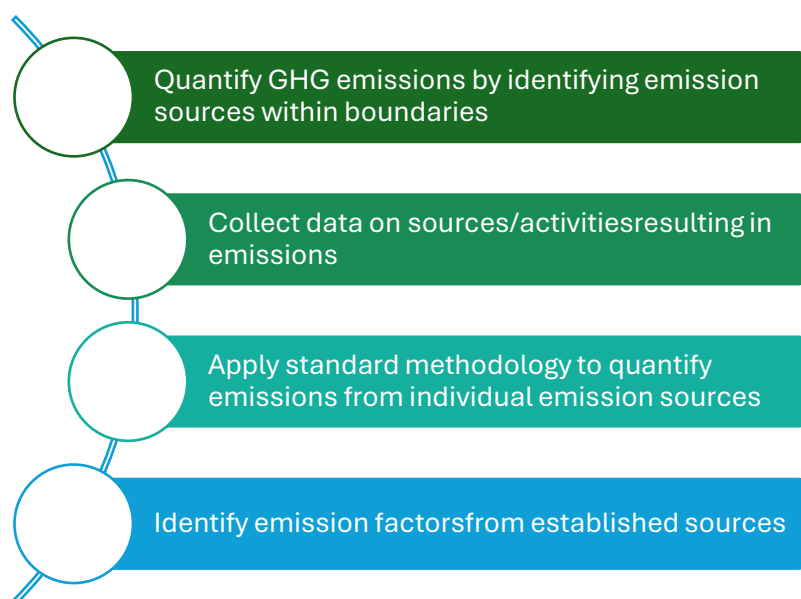 Quantify GHG emissions by identifying emission
sources within boundaries
Collect data on sources/activitiesresulting in
emissions
Apply standard methodology to quantify
emissions from individual emission sources
Identify emission factorsfrom established sources